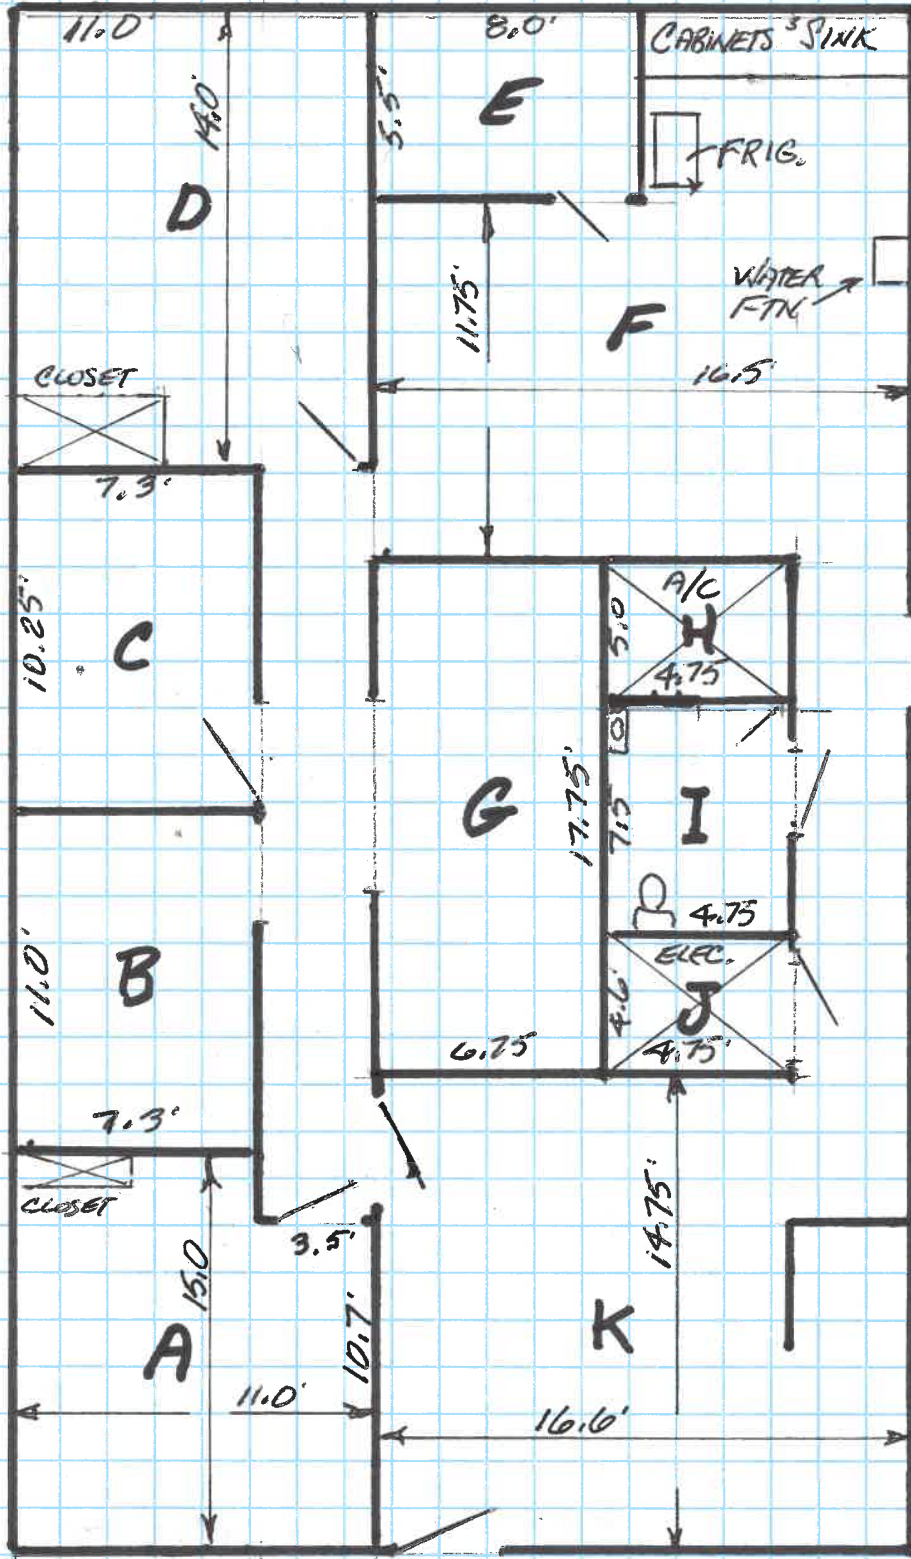 11.0'
8.0'
CABINETS & SINK
14.0'
5.5'
E
FRIG.
D
WATER
FTN
11.75'
F
16.5
CLOSET
7.3'
10.25'
C
A/C
H
5.0
4.75
G
17.75'
I
7.5
4.75
11.0'
B
ELEC.
J
4.6'
4.75'
6.75
7.3'
CLOSET
3.5'
15.0
14.75'
A
10.7'
K
11.0'
16.6'